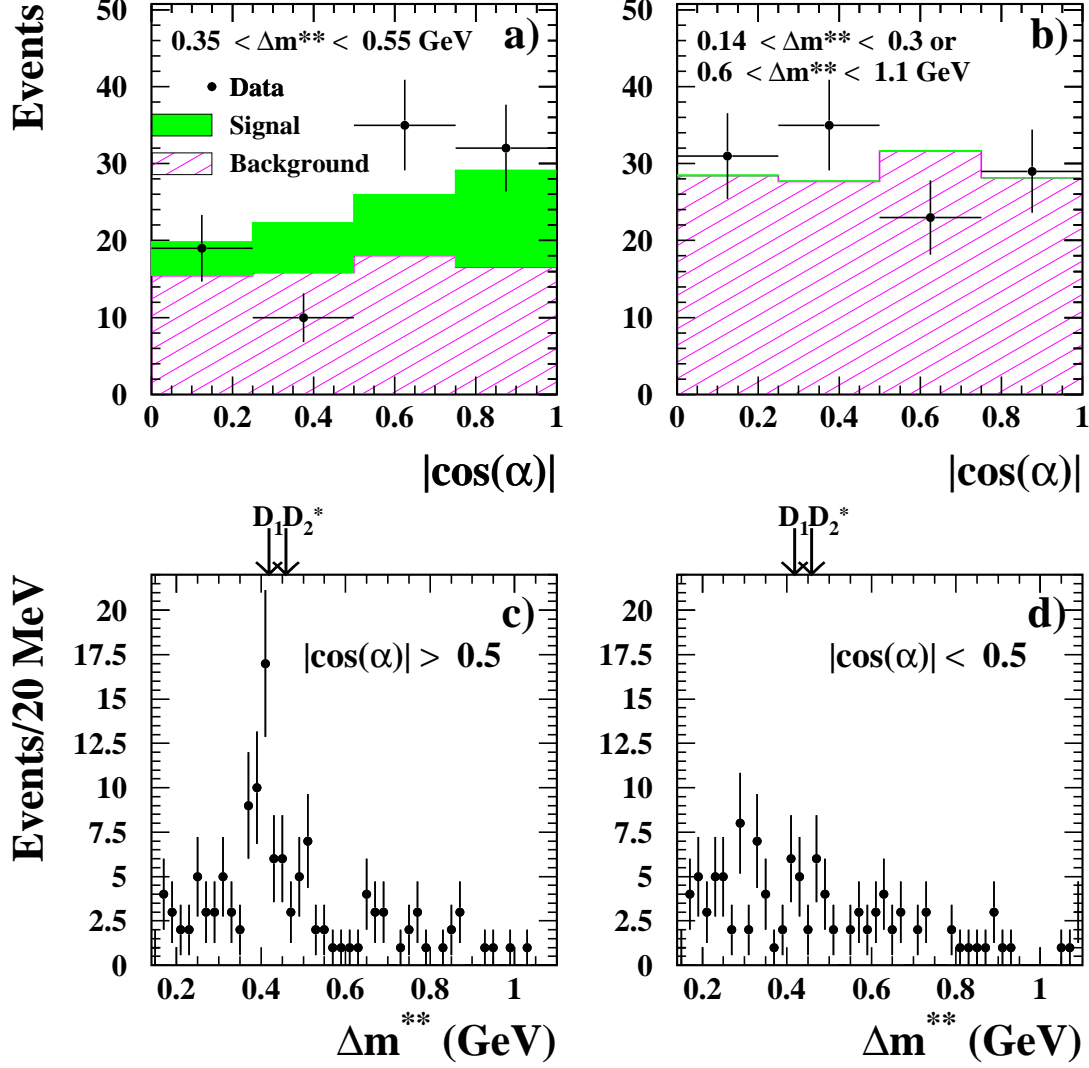 Events
50
40
30
20
10
0
0.35 < Δm** < 0.55 GeV
a)
Data
Signal
Background
0 0.2 0.4 0.6 0.8 1
|cos(α)|
50
40
30
20
10
0
0.14 < Δm** < 0.3 or
b)
0.6 < Δm** < 1.1 GeV
0 0.2 0.4 0.6 0.8 1
|cos(α)|
D₁D₂*
Events/20 MeV
20
17.5
15
12.5
10
7.5
5
2.5
0
c)
|cos(α)| > 0.5
0.2 0.4 0.6 0.8 1
Δm** (GeV)
D₁D₂*
20
17.5
15
12.5
10
7.5
5
2.5
0
d)
|cos(α)| < 0.5
0.2 0.4 0.6 0.8 1
Δm** (GeV)